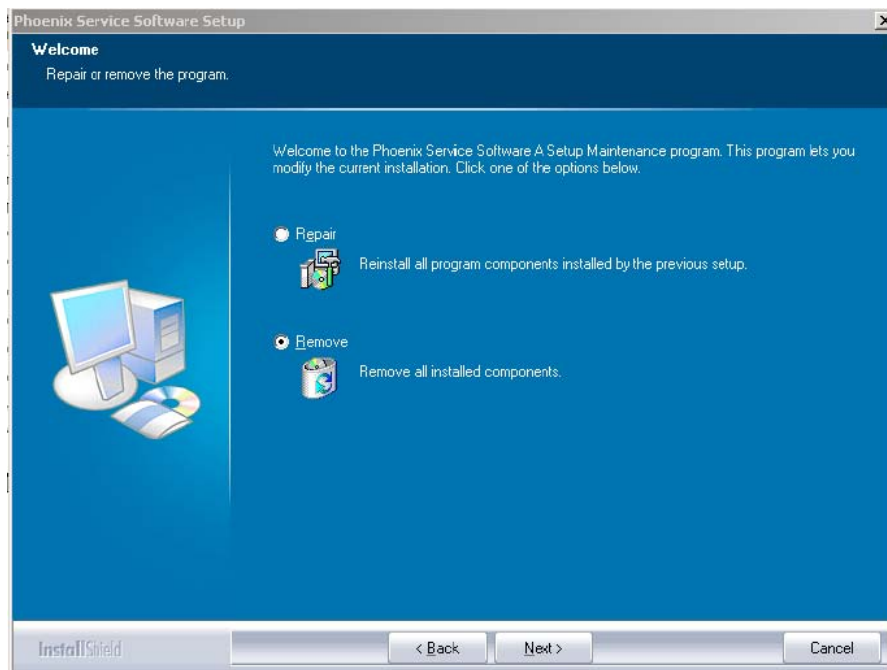 Phoenix Service Software Setup
Welcome
Repair or remove the program.
Welcome to the Phoenix Service Software A Setup Maintenance program. This program lets you
modify the current installation. Click one of the options below.
Repair
Reinstall all program components installed by the previous setup.
Remove
Remove all installed components.
InstallShield
< Back
Next >
Cancel